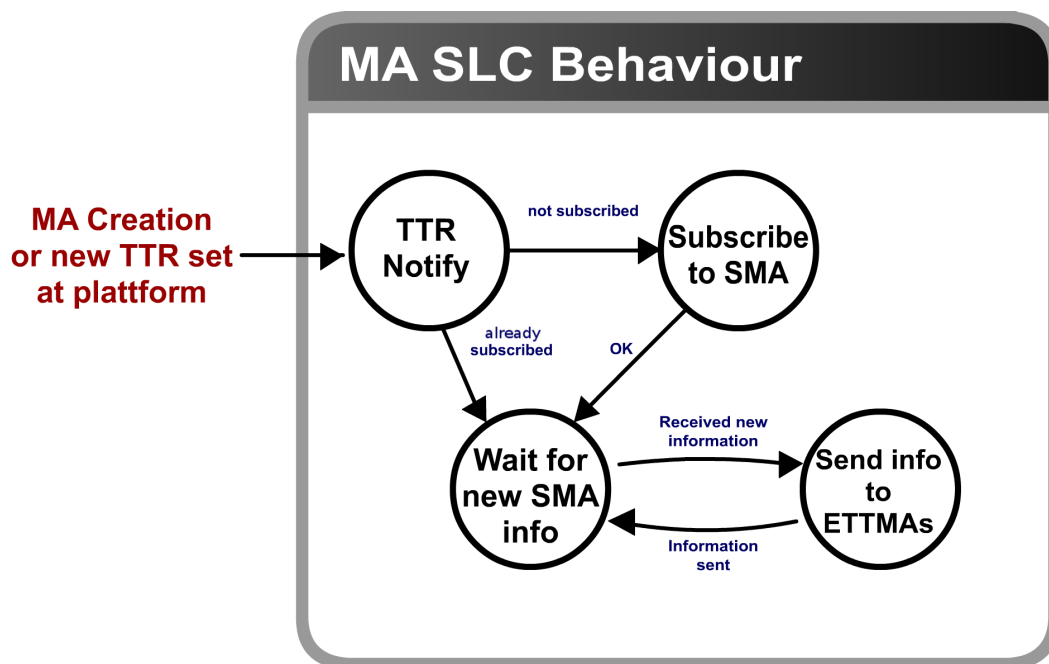 MA SLC Behaviour
MA Creation
or new TTR set
at plattform
TTR
Notify
not subscribed
Subscribe
to SMA
already
subscribed
OK
Wait for
new SMA
info
Received new
information
Send info
to
ETTMAs
Information
sent